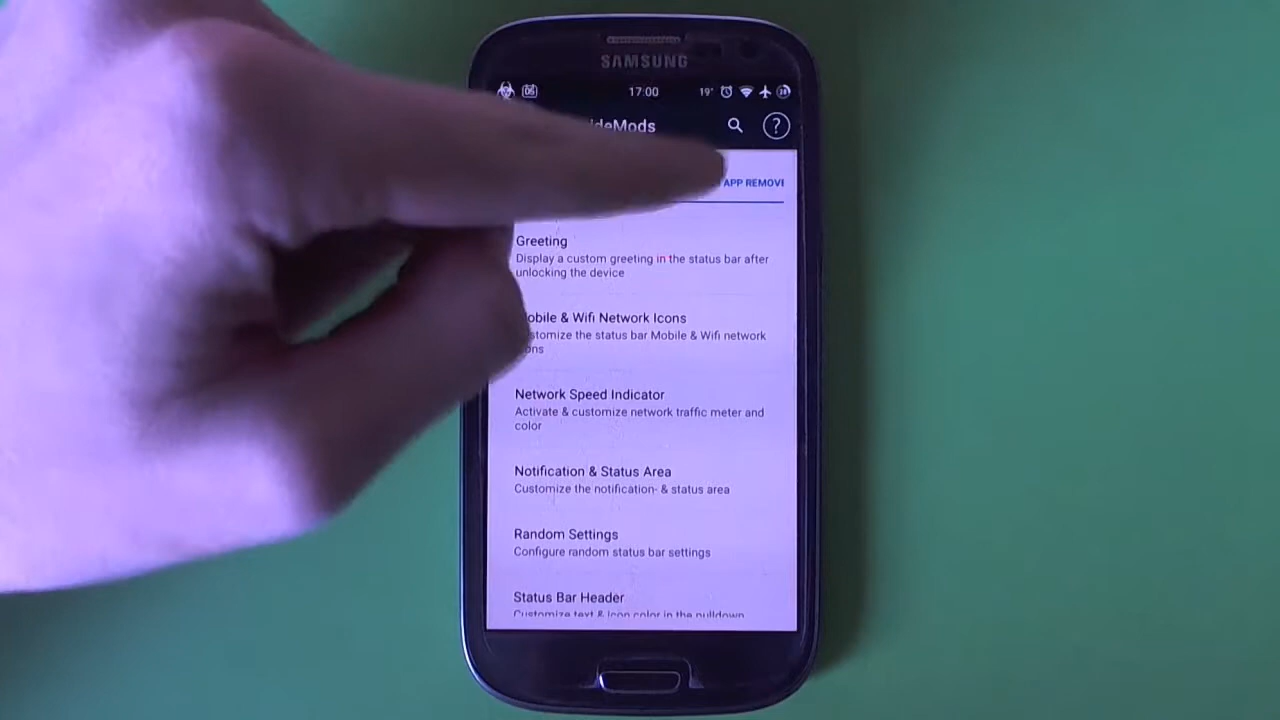 SAMSUNG
17:00 19°
Mods
APP
Greeting
Display a custom greeting in the status bar after
unlocking the device
Mobile & Wifi Network Icons
Customize the status bar Mobile & Wifi network
Network Speed Indicator
Activate & customize network traffic meter and
color
Notification & Status Area
Customize the notification- & status area
Random Settings
Configure random status bar settings
Status Bar Header
Customize text & icon color in the pulldown